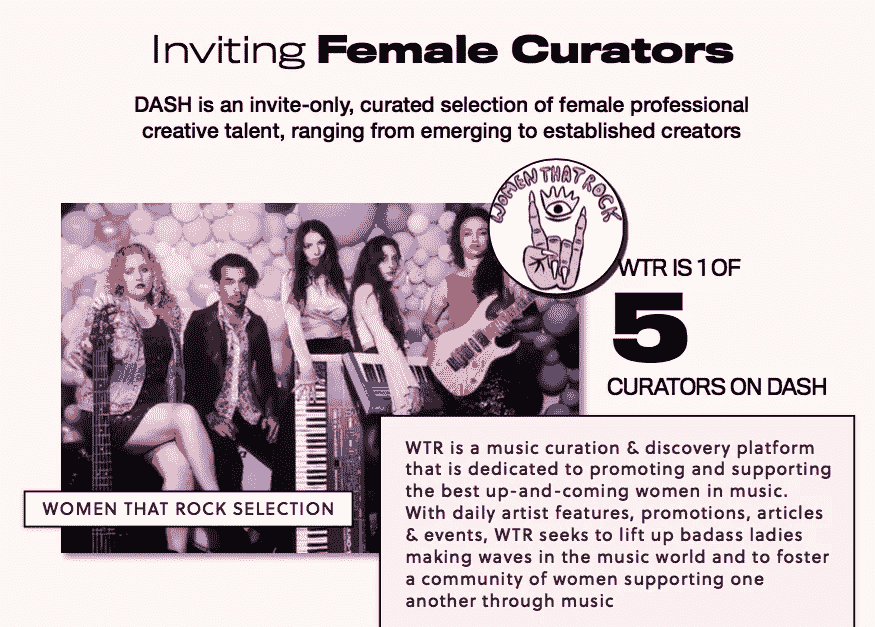 Inviting Female Curators
DASH is an invite-only, curated selection of female professional
creative talent, ranging from emerging to established creators
WOMEN THAT ROCK
WTR IS 1 OF
5
CURATORS ON DASH
WOMEN THAT ROCK SELECTION
WTR is a music curation & discovery platform
that is dedicated to promoting and supporting
the best up-and-coming women in music.
With daily artist features, promotions, articles
& events, WTR seeks to lift up badass ladies
making waves in the music world and to foster
a community of women supporting one
another through music